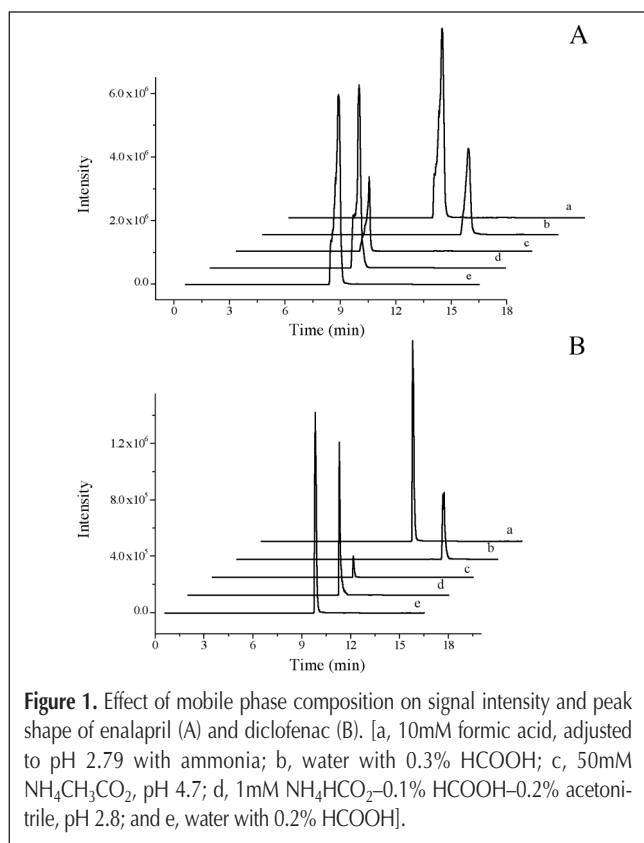 A
6.0x10⁶
4.0x10⁶
2.0x10⁶
0.0
Intensity
a
b
c
d
e
0 3 6 9 12 15 18
Time (min)
B
1.2x10⁶
8.0x10⁵
4.0x10⁵
0.0
Intensity
a
b
c
d
e
0 3 6 9 12 15 18
Time (min)
Figure 1. Effect of mobile phase composition on signal intensity and peak
shape of enalapril (A) and diclofenac (B). [a, 10mM formic acid, adjusted
to pH 2.79 with ammonia; b, water with 0.3% HCOOH; c, 50mM
NH₄CH₃CO₂, pH 4.7; d, 1mM NH₄HCO₂–0.1% HCOOH–0.2% acetoni-
trile, pH 2.8; and e, water with 0.2% HCOOH].